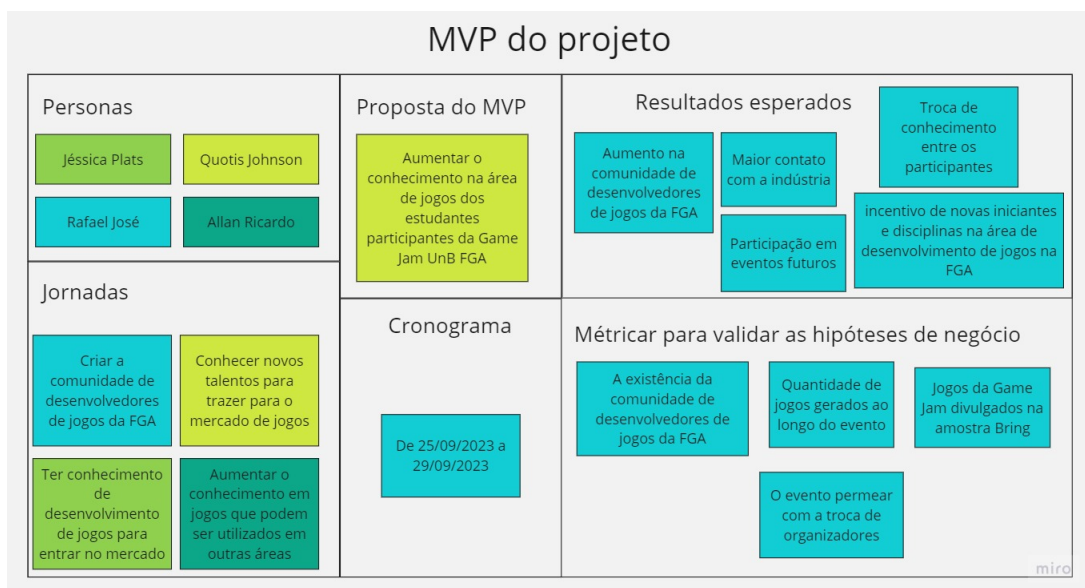 MVP do projeto
Personas
Jéssica Plats
Quotis Johnson
Rafael José
Allan Ricardo
Jornadas
Criar a
comunidade de
desenvolvedores
de jogos da FGA
Conhecer novos
talentos para
trazer para o
mercado de jogos
Ter conhecimento
de
desenvolvimento
de jogos para
entrar no mercado
Aumentar o
conhecimento em
jogos que podem
ser utilizados em
outras áreas
Proposta do MVP
Aumentar o
conhecimento na área
de jogos dos
estudantes
participantes da Game
Jam UnB FGA
Cronograma
De 25/09/2023 a
29/09/2023
Resultados esperados
Aumento na
comunidade de
desenvolvedores
de jogos da FGA
Maior contato
com a indústria
Participação em
eventos futuros
Troca de
conhecimento
entre os
participantes
incentivo de novas iniciantes
e disciplinas na área de
desenvolvimento de jogos na
FGA
Métricar para validar as hipóteses de negócio
A existência da
comunidade de
desenvolvedores de
jogos da FGA
Quantidade de
jogos gerados ao
longo do evento
Jogos da Game
Jam divulgados na
amostra Bring
O evento permear
com a troca de
organizadores
miro